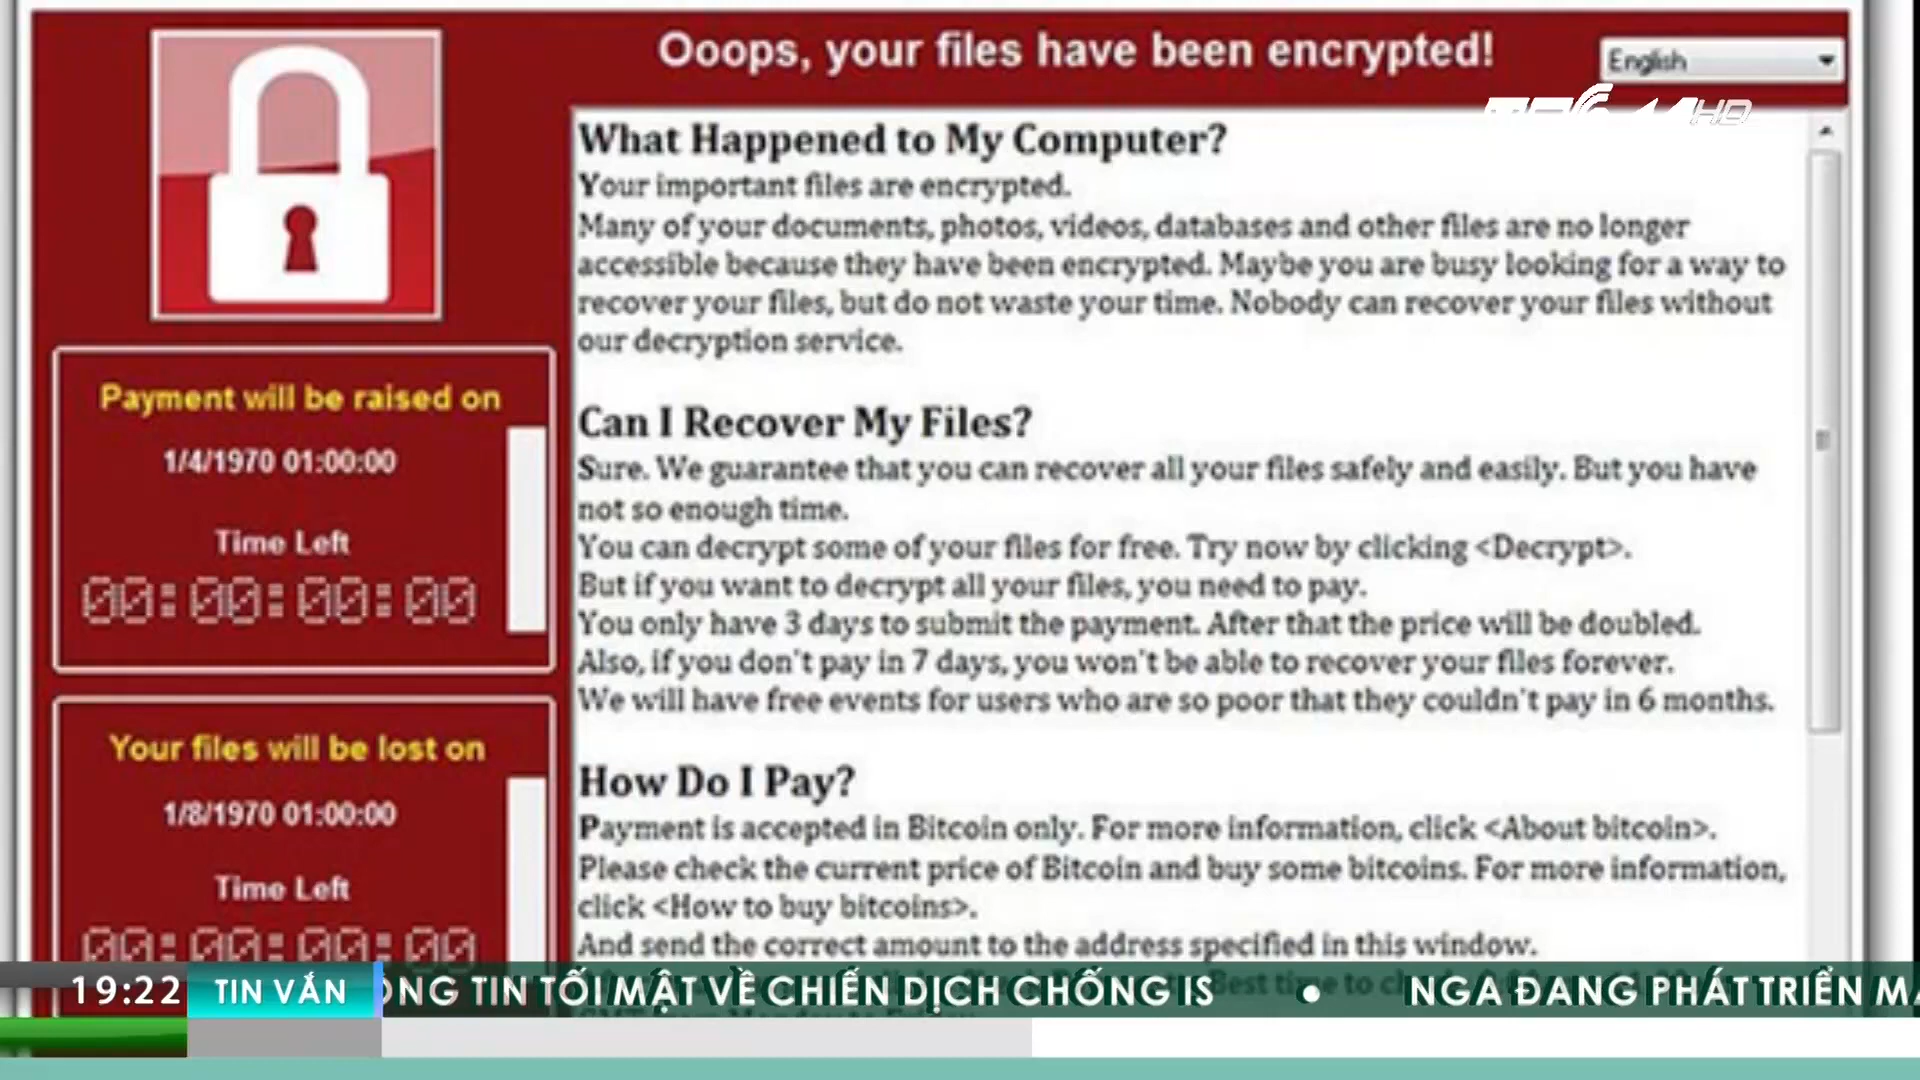 Ooops, your files have been encrypted!
English
HD
What Happened to My Computer?
Your important files are encrypted.
Many of your documents, photos, videos, databases and other files are no longer
accessible because they have been encrypted. Maybe you are busy looking for a way to
recover your files, but do not waste your time. Nobody can recover your files without
our decryption service.
Can I Recover My Files?
Sure. We guarantee that you can recover all your files safely and easily. But you have
not so enough time.
You can decrypt some of your files for free. Try now by clicking <Decrypt>.
But if you want to decrypt all your files, you need to pay.
You only have 3 days to submit the payment. After that the price will be doubled.
Also, if you don't pay in 7 days, you won't be able to recover your files forever.
We will have free events for users who are so poor that they couldn't pay in 6 months.
How Do I Pay?
Payment is accepted in Bitcoin only. For more information, click <About bitcoin>.
Please check the current price of Bitcoin and buy some bitcoins. For more information,
click <How to buy bitcoins>.
And send the correct amount to the address specified in this window.
Payment will be raised on
1/4/1970 01:00:00
Time Left
00:00:00:00
Your files will be lost on
1/8/1970 01:00:00
Time Left
00:00:00:00
19:22 TIN VẮN ÔNG TIN TỐI MẬT VỀ CHIẾN DỊCH CHỐNG IS • NGA ĐANG PHÁT TRIỂN